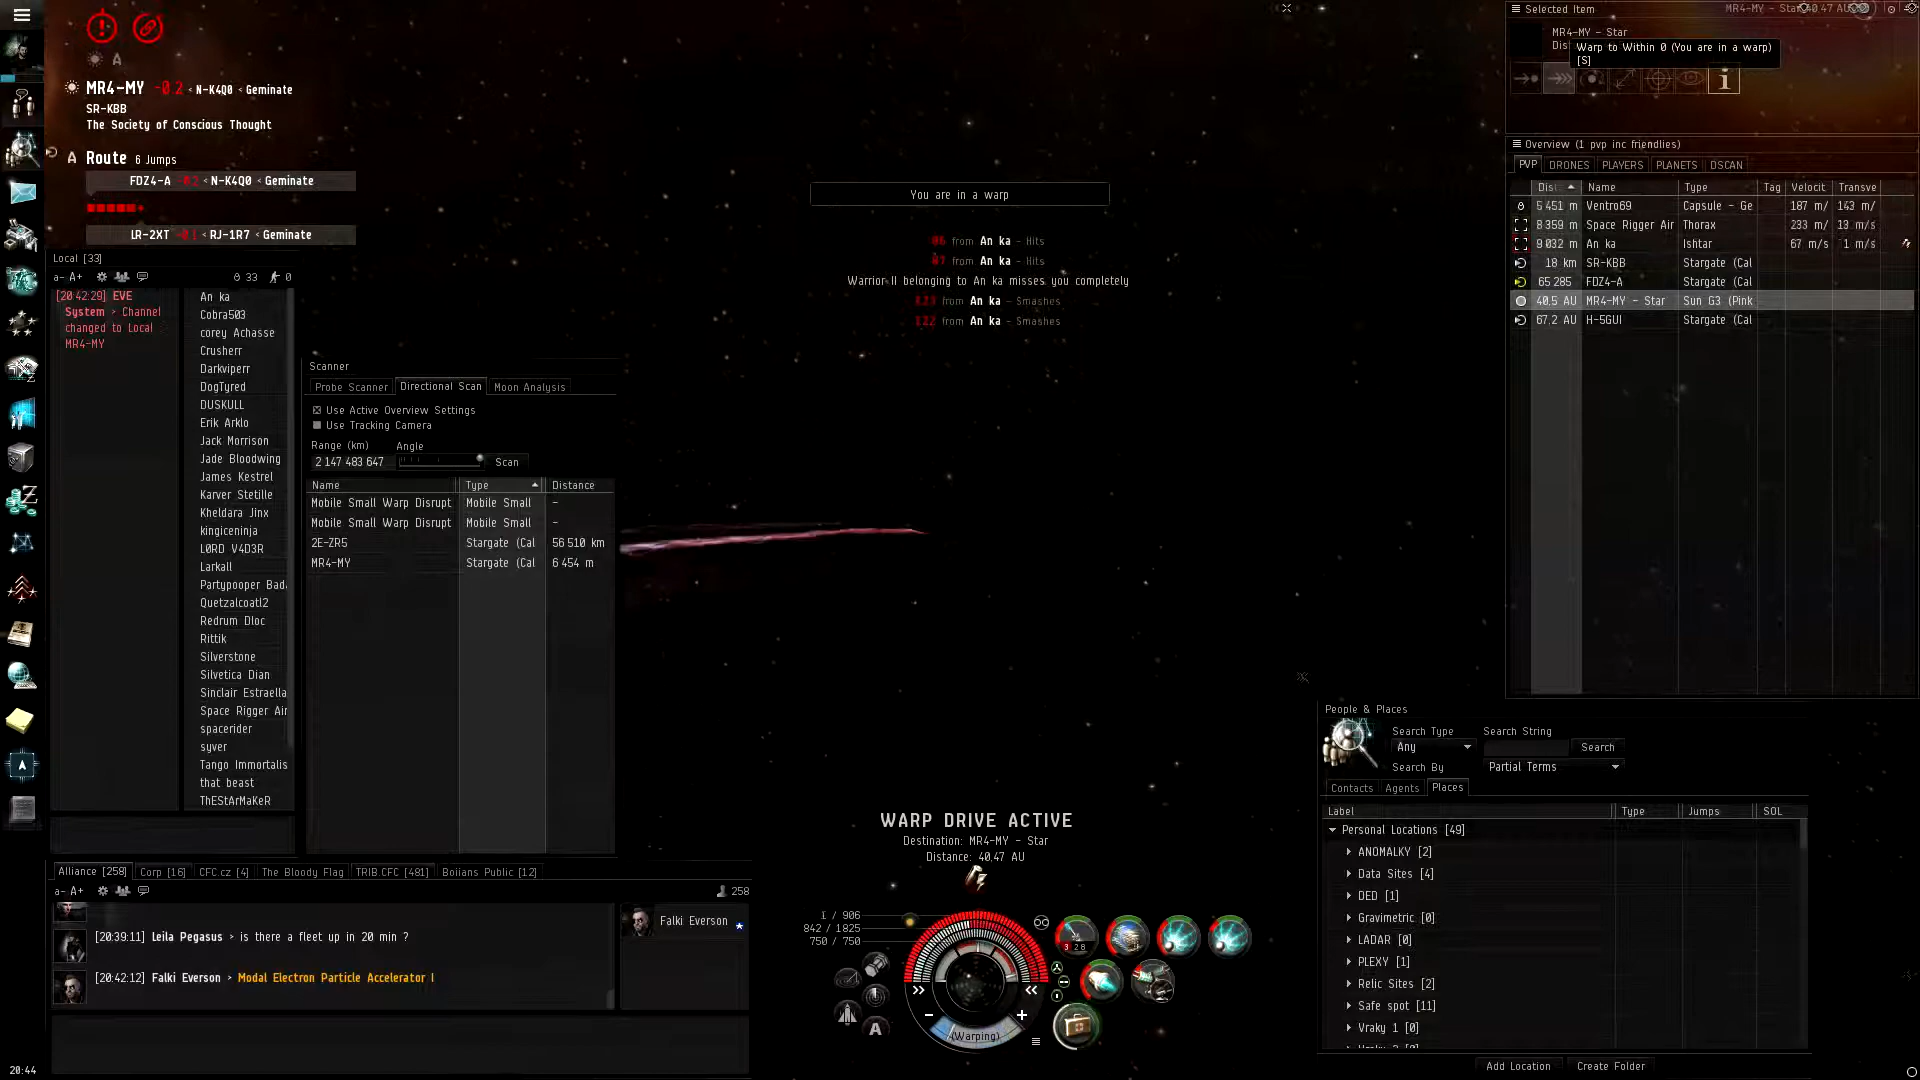 MR4-MY -0.2 < N-K4Q0 < Geminate
SR-KBB
The Society of Conscious Thought
A Route 6 Jumps
FDZ4-A -0.2 < N-K4Q0 < Geminate
LR-2XT -0.1 < RJ-1R7 < Geminate
Local [33]
a- A+ 33 0
[20:42:29] EVE
System > Channel
changed to Local
MR4-MY
An ka
Cobra503
corey Achasse
Crusherr
Darkviperr
DogTyred
DUSKULL
Erik Arklo
Jack Morrison
Jade Bloodwing
James Kestrel
Karver Stetille
Kheldara Jinx
kingiceninja
L0RD V4D3R
Larkall
Partypooper Bad
Quetzalcoatl2
Redrum Dloc
Rittik
Silverstone
Silvetica Dian
Sinclair Estraella
Space Rigger Air
spacerider
syver
Tango Immortalis
that beast
ThEStArMaKeR
Scanner
Probe Scanner Directional Scan Moon Analysis
Use Active Overview Settings
Use Tracking Camera
Range (km) Angle
2 147 483 647 Scan
Name Type Distance
Mobile Small Warp Disrupt Mobile Small -
Mobile Small Warp Disrupt Mobile Small -
2E-ZR5 Stargate (Cal 56 510 km
MR4-MY Stargate (Cal 6 454 m
You are in a warp
from An ka - Hits
from An ka - Hits
Warrior II belonging to An ka misses you completely
from An ka - Smashes
122 from An ka - Smashes
Selected Item
MR4-MY - Star
Warp to Within 0 (You are in a warp)
[S]
Overview (1 pvp inc friendlies)
PVP DRONES PLAYERS PLANETS DSCAN
Name Type Tag Velocit Transve
5 451 m Ventro69 Capsule - Ge 187 m/ 143 m/
8 359 m Space Rigger Air Thorax 233 m/ 13 m/s
9 032 m An ka Ishtar 67 m/s 1 m/s
18 km SR-KBB Stargate (Cal
65 285 FDZ4-A Stargate (Cal
40.5 AU MR4-MY - Star Sun G3 (Pink
67.2 AU H-5GUI Stargate (Cal
People & Places
Search Type Search String
Any Search
Search By Partial Terms
Contacts Agents Places
Label Type Jumps SOL
Personal Locations [49]
ANOMALKY [2]
Data Sites [4]
DED [1]
Gravimetric [0]
LADAR [0]
PLEXY [1]
Relic Sites [2]
Safe spot [11]
Vraky 1 [0]
Add Location Create Folder
WARP DRIVE ACTIVE
Destination: MR4-MY - Star
Distance: 40,47 AU
1 / 906
842 / 1825
750 / 750
3 28
(Warping)
Alliance [258] Corp [16] CFC.cz [4] The Bloody Flag TRIB.CFC [481] Boiians Public [12]
a- A+ 258
[20:39:11] Leila Pegasus > is there a fleet up in 20 min ?
[20:42:12] Falki Everson > Modal Electron Particle Accelerator I
Falki Everson
20:44